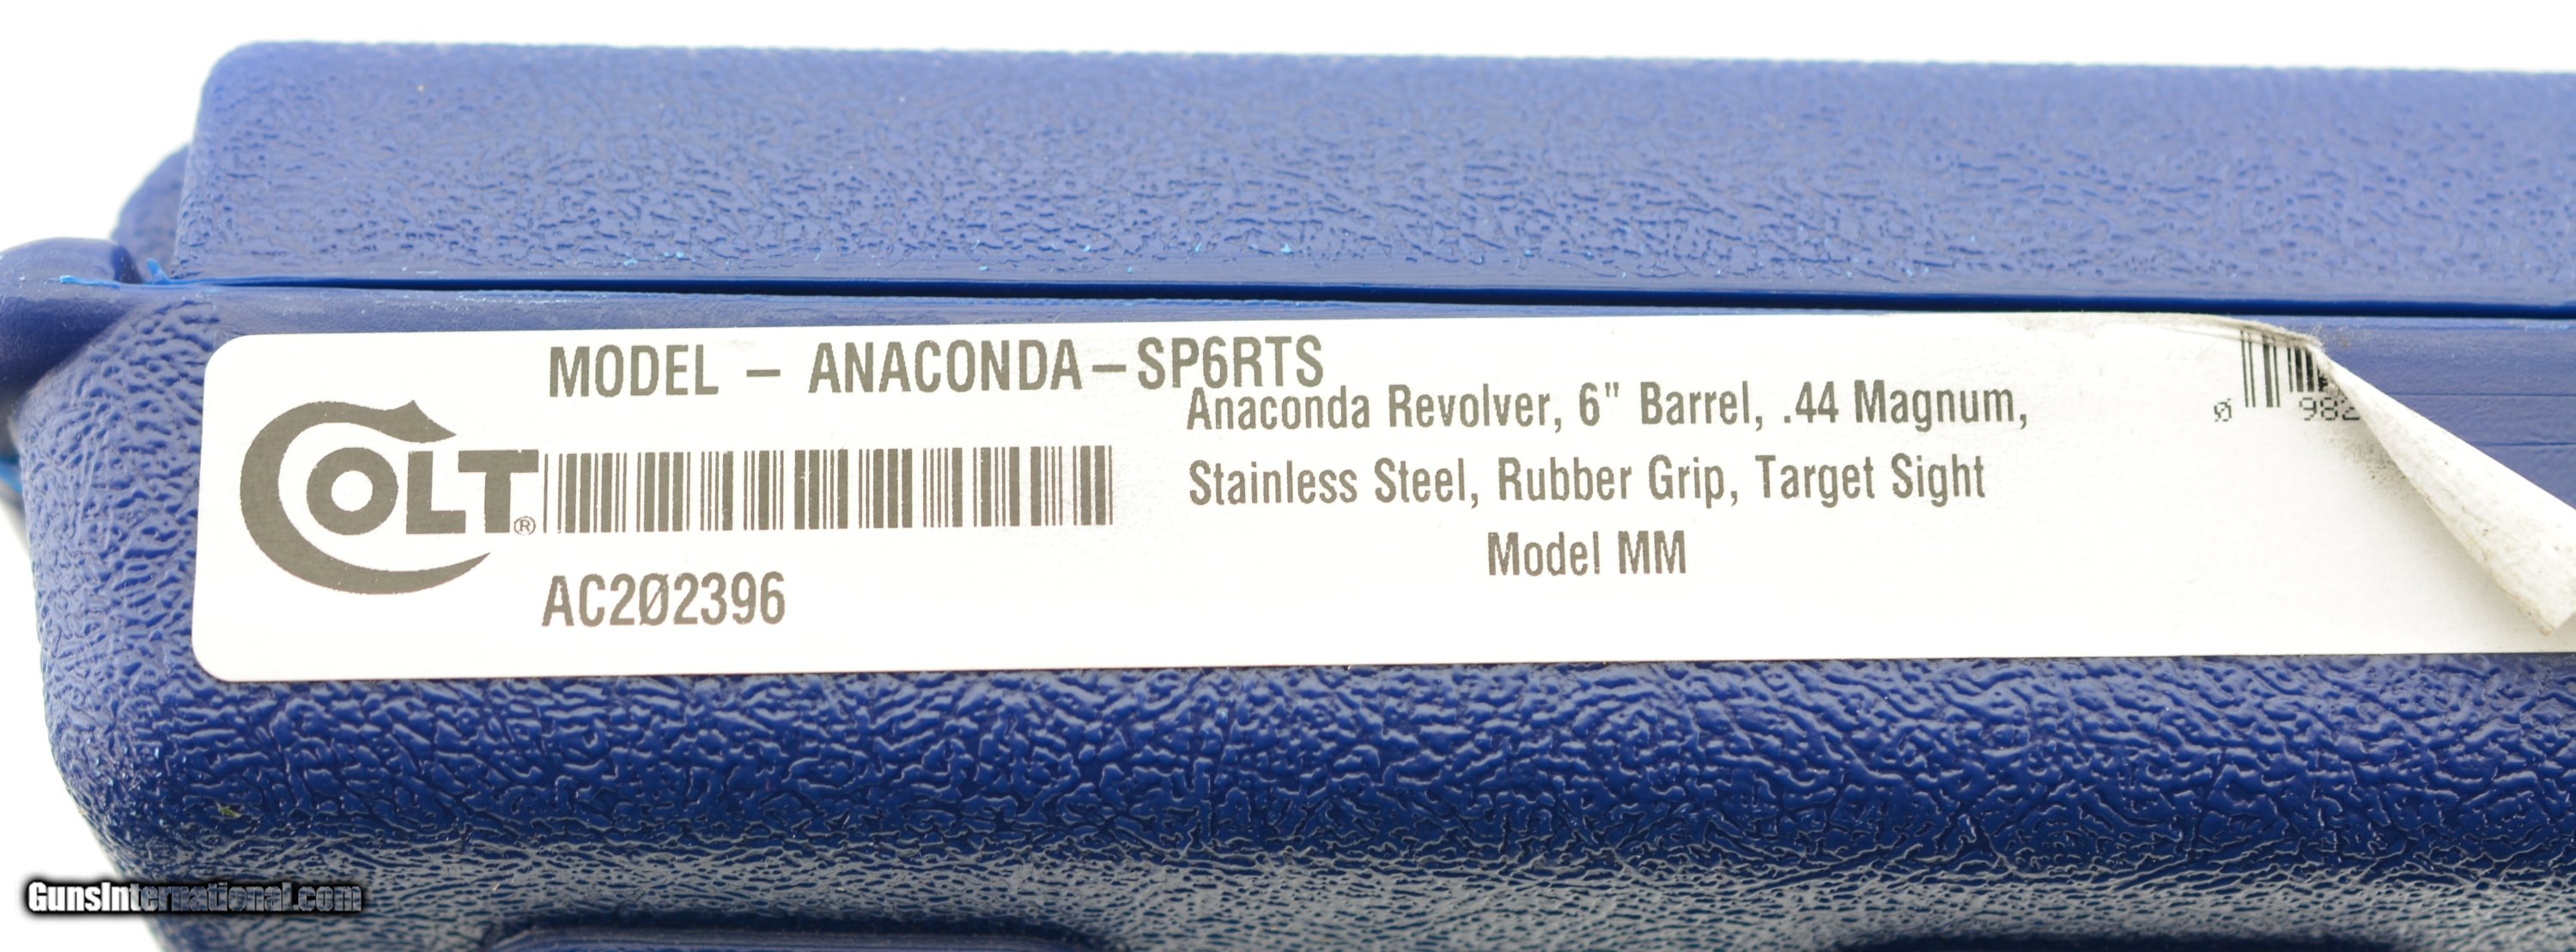 MODEL – ANACONDA – SP6RTS
COLT®
AC2Ø2396
Anaconda Revolver, 6" Barrel, .44 Magnum,
Stainless Steel, Rubber Grip, Target Sight
Model MM
Ø 982
GunsInternational.com